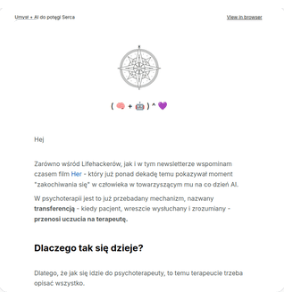 Umysł + AI do potęgi Serca
View in browser
( 🧠 + 🤖 ) ^ 💜
Hej
Zarówno wśród Lifehackerów, jak i w tym newsletterze wspominam
czasem film Her - który już ponad dekadę temu pokazywał moment
"zakochiwania się" w człowieka w towarzyszącym mu na co dzień AI.
W psychoterapii jest to już przebadany mechanizm, nazwany
transferencją - kiedy pacjent, wreszcie wysłuchany i zrozumiany -
przenosi uczucia na terapeutę.
Dlaczego tak się dzieje?
Dlatego, że jak się idzie do psychoterapeuty, to temu terapeucie trzeba
opisać wszystko.